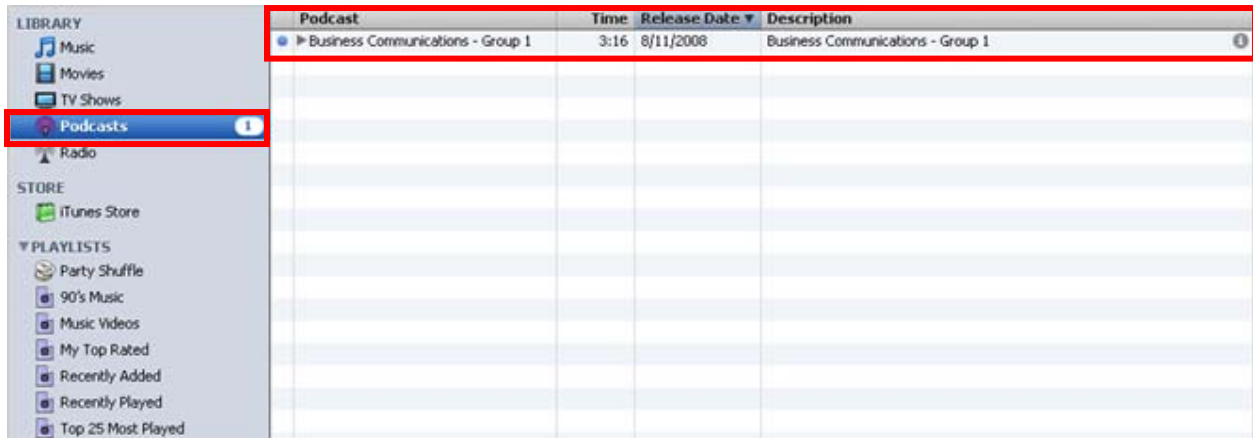 LIBRARY
Music
Movies
TV Shows
Podcasts 1
Radio
STORE
iTunes Store
PLAYLISTS
Party Shuffle
90's Music
Music Videos
My Top Rated
Recently Added
Recently Played
Top 25 Most Played
Podcast Time Release Date Description
Business Communications - Group 1 3:16 8/11/2008 Business Communications - Group 1